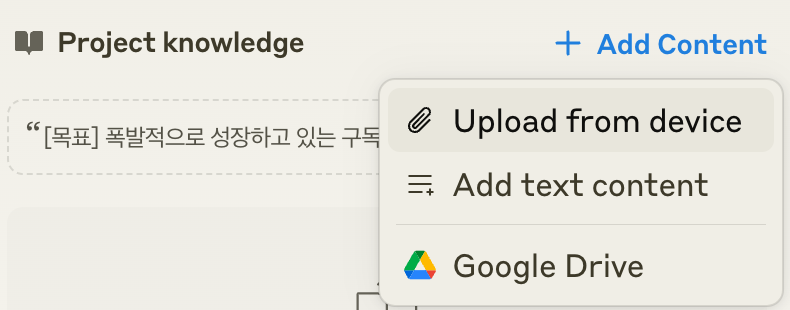 Project knowledge
+ Add Content
“[목표] 폭발적으로 성장하고 있는 구독
Upload from device
Add text content
Google Drive